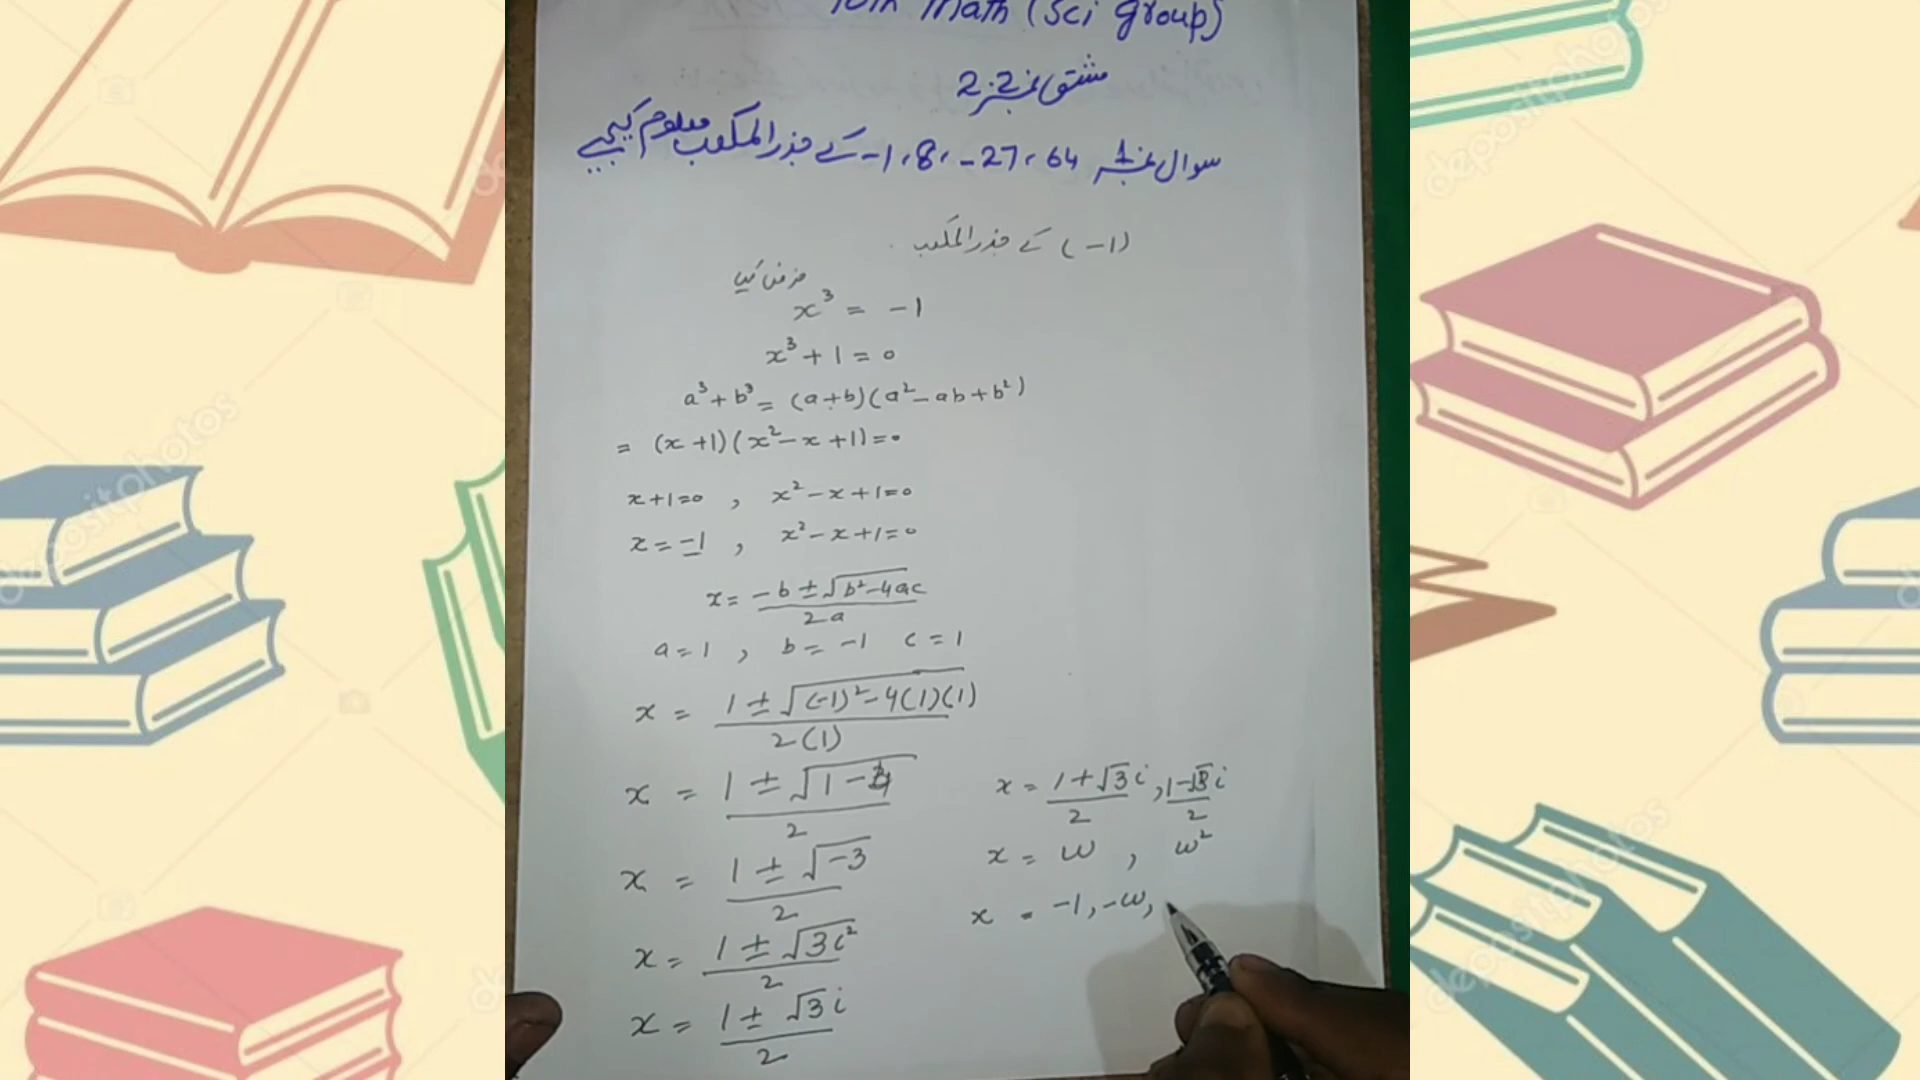 10th Math (Sci Group)
مشق نمبر 2.2
سوال نمبر 1 64، 27-، 8، 1- کے جذرالمکعب معلوم کیجیے
(-1) کے جذرالمکعب
فرض کیا
x³ = -1
x³ + 1 = 0
a³ + b³ = (a+b)(a² - ab + b²)
= (x+1)(x² - x + 1) = 0
x+1=0 , x² - x + 1 = 0
x = -1 , x² - x + 1 = 0
x = -b ± √b² - 4ac / 2a
a = 1 , b = -1 c = 1
x = 1 ± √(-1)² - 4(1)(1) / 2(1)
x = 1 ± √1 - 4 / 2
x = 1 ± √-3 / 2
x = 1 ± √3i² / 2
x = 1 ± √3 i / 2
x = 1 + √3 i / 2 , 1 - √3 i / 2
x = ω , ω²
x = -1, -ω,
depositphotos